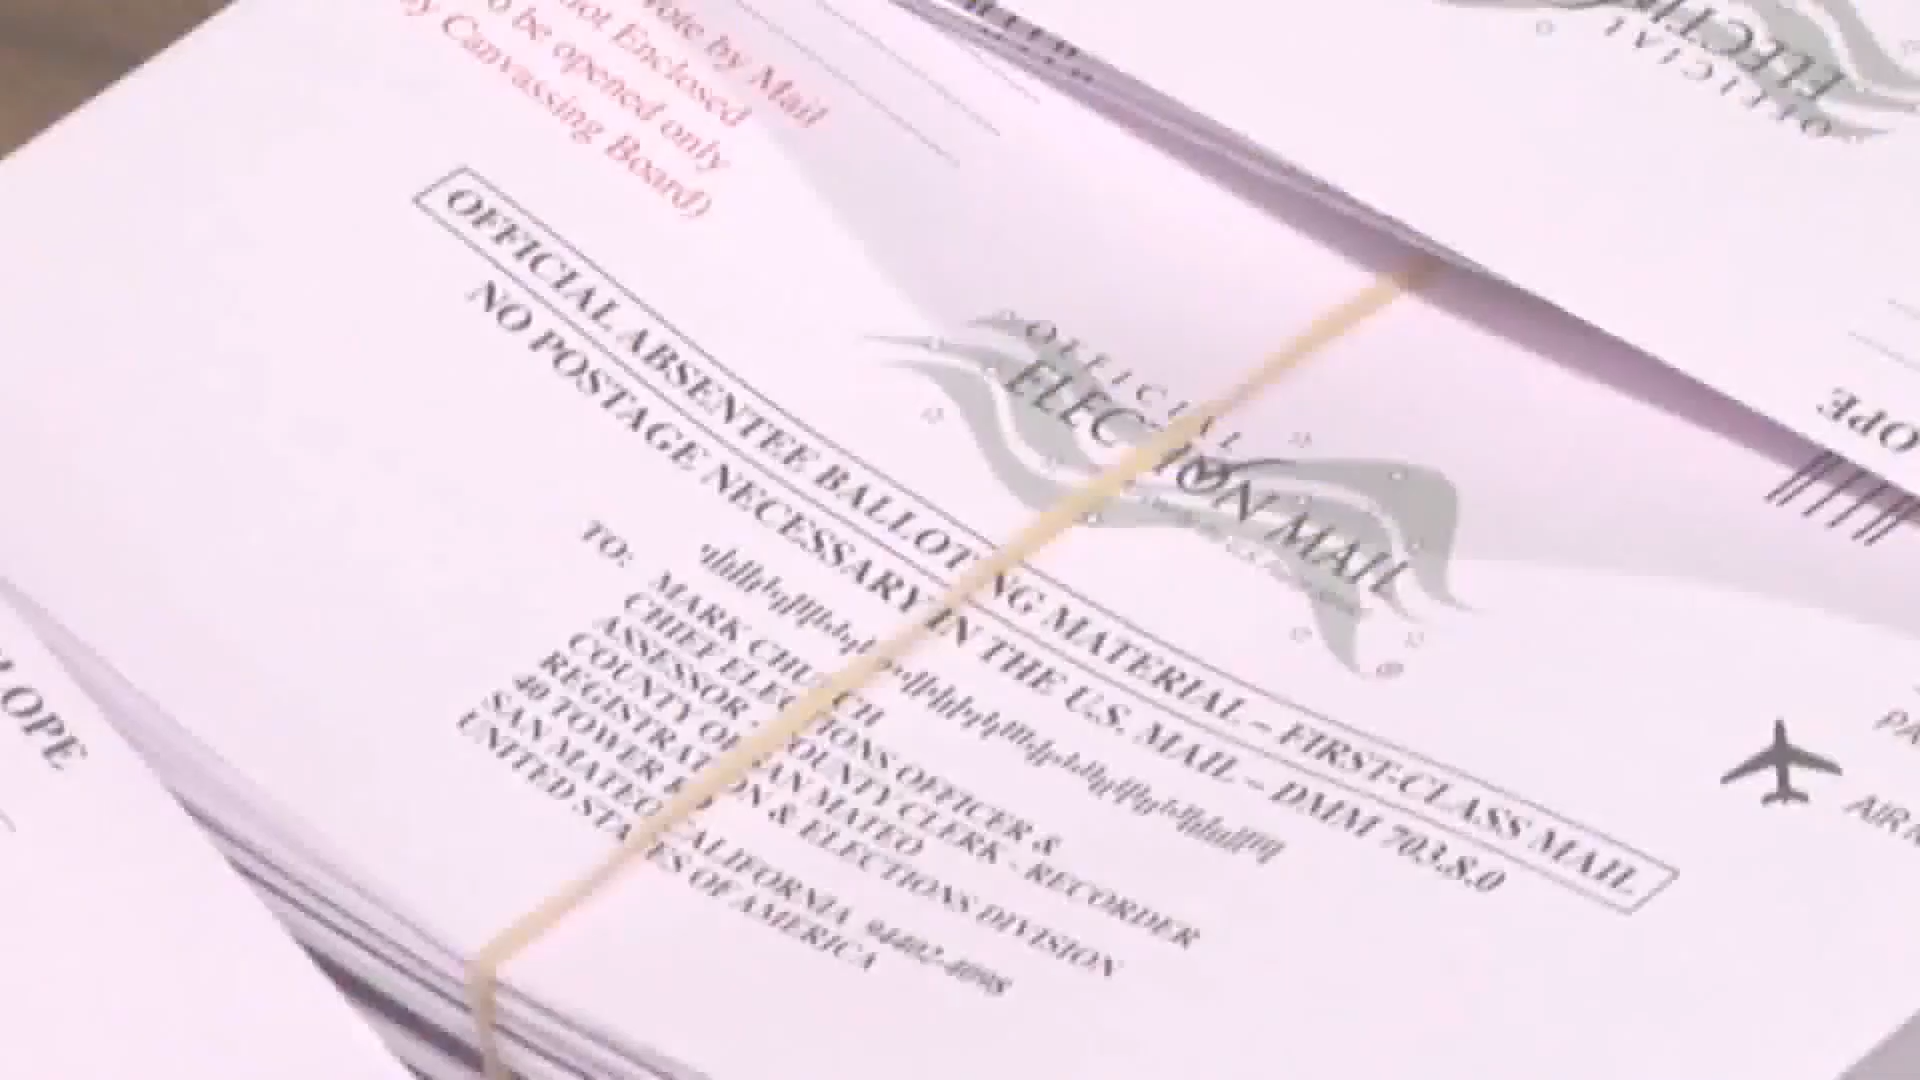 Vote by Mail
Enclosed
be opened only
Canvassing Board)
OFFICIAL
ELECTION MAIL
OFFICIAL ABSENTEE BALLOTING MATERIAL – FIRST-CLASS MAIL
NO POSTAGE NECESSARY IN THE U.S. MAIL – DMM 703.8.0
TO: MARK CHURCH
CHIEF ELECTIONS OFFICER &
ASSESSOR - COUNTY CLERK - RECORDER
COUNTY OF SAN MATEO
REGISTRATION & ELECTIONS DIVISION
40 TOWER
SAN MATEO CALIFORNIA 94402-4098
UNITED STATES OF AMERICA
OFFICIAL
AIR
OPE
LOPE